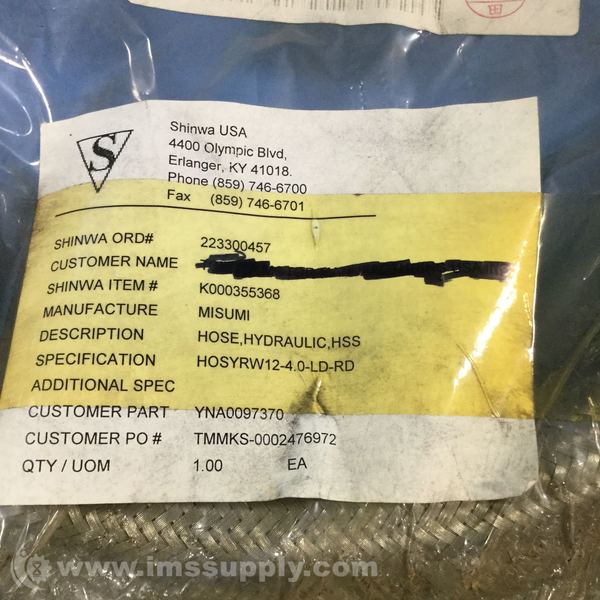 S
Shinwa USA
4400 Olympic Blvd,
Erlanger, KY 41018.
Phone (859) 746-6700
Fax (859) 746-6701
SHINWA ORD# 223300457
CUSTOMER NAME
SHINWA ITEM # K000355368
MANUFACTURE MISUMI
DESCRIPTION HOSE,HYDRAULIC,HSS
SPECIFICATION HOSYRW12-4.0-LD-RD
ADDITIONAL SPEC
CUSTOMER PART YNA0097370
CUSTOMER PO # TMMKS-0002476972
QTY / UOM 1.00 EA
www.imssupply.com